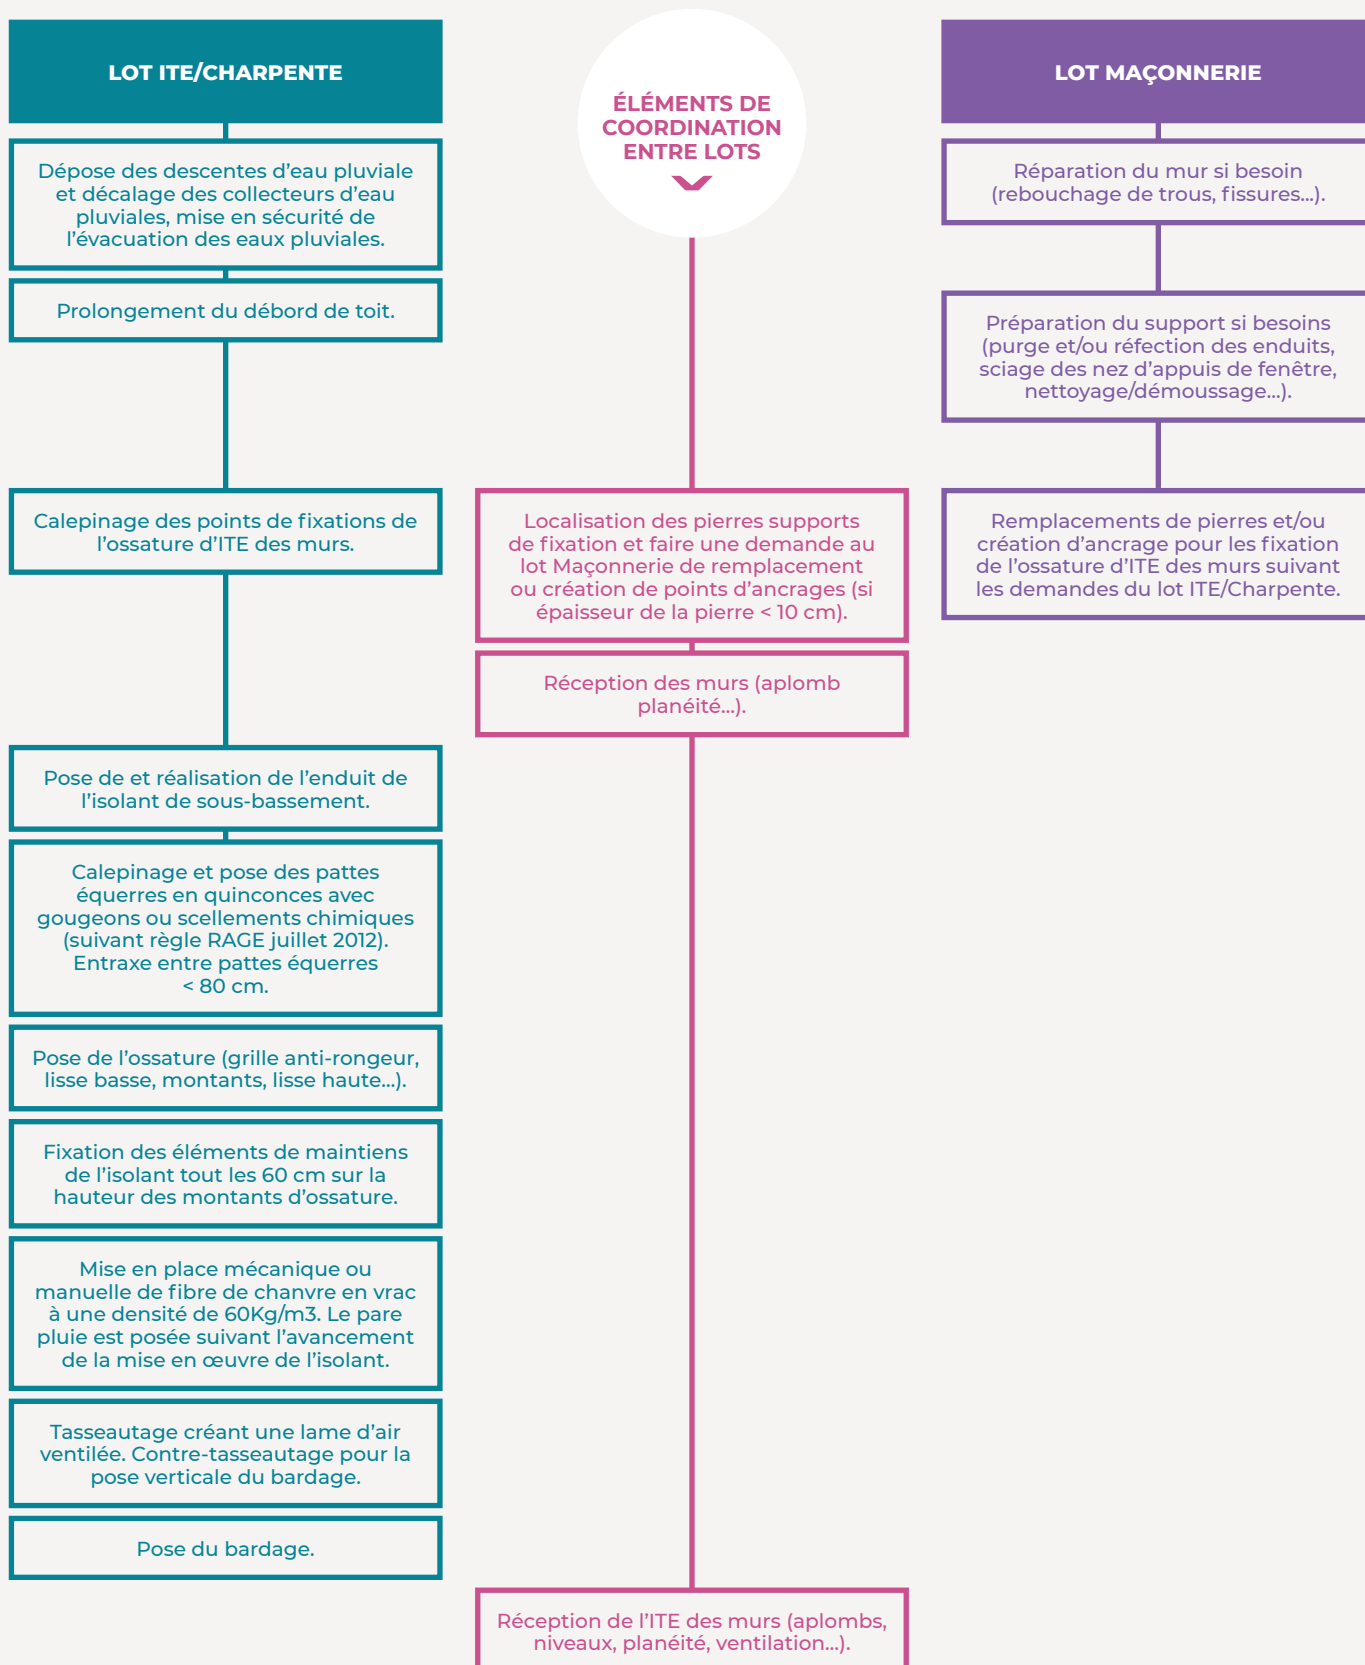 LOT ITE/CHARPENTE
Dépose des descentes d’eau pluviale
et décalage des collecteurs d’eau
pluviales, mise en sécurité de
l’évacuation des eaux pluviales.
Prolongement du débord de toit.
Calepinage des points de fixations de
l’ossature d’ITE des murs.
Pose de et réalisation de l’enduit de
l’isolant de sous-bassement.
Calepinage et pose des pattes
équerres en quinconces avec
gougeons ou scellements chimiques
(suivant règle RAGE juillet 2012).
Entraxe entre pattes équerres
< 80 cm.
Pose de l’ossature (grille anti-rongeur,
lisse basse, montants, lisse haute...).
Fixation des éléments de maintiens
de l’isolant tout les 60 cm sur la
hauteur des montants d’ossature.
Mise en place mécanique ou
manuelle de fibre de chanvre en vrac
à une densité de 60Kg/m3. Le pare
pluie est posée suivant l’avancement
de la mise en œuvre de l’isolant.
Tasseautage créant une lame d’air
ventilée. Contre-tasseautage pour la
pose verticale du bardage.
Pose du bardage.
ÉLÉMENTS DE
COORDINATION
ENTRE LOTS
Localisation des pierres supports
de fixation et faire une demande au
lot Maçonnerie de remplacement
ou création de points d’ancrages (si
épaisseur de la pierre < 10 cm).
Réception des murs (aplomb
planéité...).
Réception de l’ITE des murs (aplombs,
niveaux, planéité, ventilation...).
LOT MAÇONNERIE
Réparation du mur si besoin
(rebouchage de trous, fissures...).
Préparation du support si besoins
(purge et/ou réfection des enduits,
sciage des nez d’appuis de fenêtre,
nettoyage/démoussage...).
Remplacements de pierres et/ou
création d’ancrage pour les fixation
de l’ossature d’ITE des murs suivant
les demandes du lot ITE/Charpente.